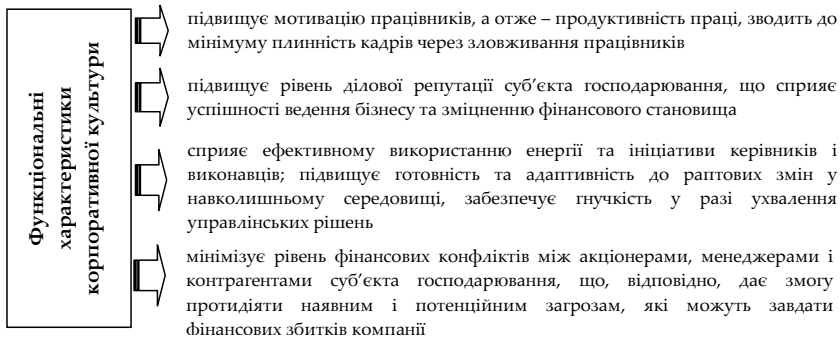 Функціональні
характеристики
корпоративної культури
підвищує мотивацію працівників, а отже – продуктивність праці, зводить до
мінімуму плинність кадрів через зловживання працівників
підвищує рівень ділової репутації суб’єкта господарювання, що сприяє
успішності ведення бізнесу та зміцненню фінансового становища
сприяє ефективному використанню енергії та ініціативи керівників і
виконавців; підвищує готовність та адаптивність до раптових змін у
навколишньому середовищі, забезпечує гнучкість у разі ухвалення
управлінських рішень
мінімізує рівень фінансових конфліктів між акціонерами, менеджерами і
контрагентами суб’єкта господарювання, що, відповідно, дає змогу
протидіяти наявним і потенційним загрозам, які можуть завдати
фінансових збитків компанії